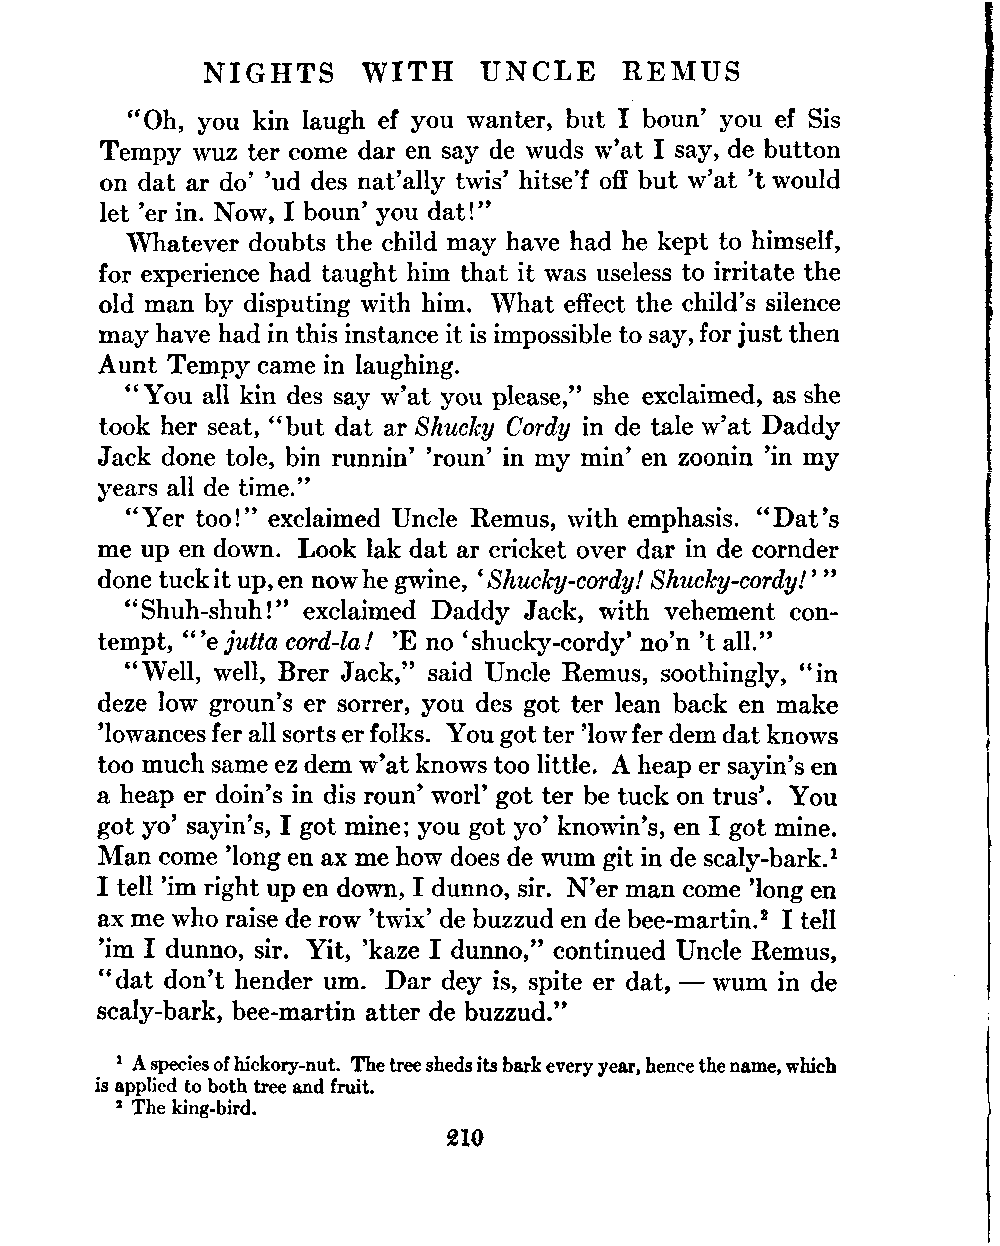 NIGHTS WITH UNCLE REMUS
“Oh, you kin laugh ef you wanter, but I boun’ you ef Sis
Tempy wuz ter come dar en say de wuds w’at I say, de button
on dat ar do’ ’ud des nat’ally twis’ hitse’f off but w’at ’t would
let ’er in. Now, I boun’ you dat!”
Whatever doubts the child may have had he kept to himself,
for experience had taught him that it was useless to irritate the
old man by disputing with him. What effect the child’s silence
may have had in this instance it is impossible to say, for just then
Aunt Tempy came in laughing.
“You all kin des say w’at you please,” she exclaimed, as she
took her seat, “but dat ar Shucky Cordy in de tale w’at Daddy
Jack done tole, bin runnin’ ’roun’ in my min’ en zoonin ’in my
years all de time.”
“Yer too!” exclaimed Uncle Remus, with emphasis. “Dat’s
me up en down. Look lak dat ar cricket over dar in de cornder
done tuck it up, en now he gwine, ‘Shucky-cordy! Shucky-cordy!’”
“Shuh-shuh!” exclaimed Daddy Jack, with vehement con-
tempt, “’e jutta cord-la! ’E no ‘shucky-cordy’ no’n ’t all.”
“Well, well, Brer Jack,” said Uncle Remus, soothingly, “in
deze low groun’s er sorrer, you des got ter lean back en make
’lowances fer all sorts er folks. You got ter ’low fer dem dat knows
too much same ez dem w’at knows too little. A heap er sayin’s en
a heap er doin’s in dis roun’ worl’ got ter be tuck on trus’. You
got yo’ sayin’s, I got mine; you got yo’ knowin’s, en I got mine.
Man come ’long en ax me how does de wum git in de scaly-bark.¹
I tell ’im right up en down, I dunno, sir. N’er man come ’long en
ax me who raise de row ’twix’ de buzzud en de bee-martin.² I tell
’im I dunno, sir. Yit, ’kaze I dunno,” continued Uncle Remus,
“dat don’t hender um. Dar dey is, spite er dat, — wum in de
scaly-bark, bee-martin atter de buzzud.”
¹ A species of hickory-nut. The tree sheds its bark every year, hence the name, which
is applied to both tree and fruit.
² The king-bird.
210